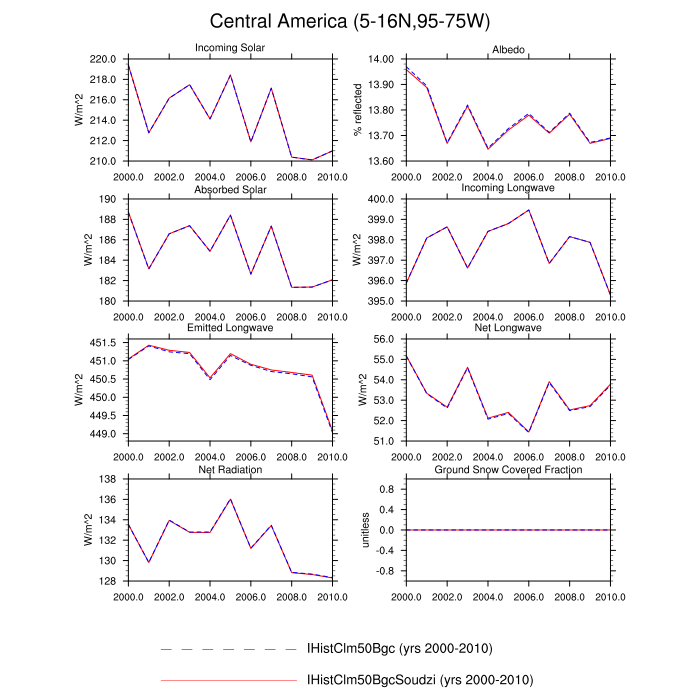 Central America (5-16N,95-75W)
Incoming Solar
Albedo
W/m^2
220.0
218.0
216.0
214.0
212.0
210.0
2000.0 2002.0 2004.0 2006.0 2008.0 2010.0
% reflected
14.00
13.90
13.80
13.70
13.60
2000.0 2002.0 2004.0 2006.0 2008.0 2010.0
Absorbed Solar
Incoming Longwave
W/m^2
190
188
186
184
182
180
2000.0 2002.0 2004.0 2006.0 2008.0 2010.0
W/m^2
400.0
399.0
398.0
397.0
396.0
395.0
2000.0 2002.0 2004.0 2006.0 2008.0 2010.0
Emitted Longwave
Net Longwave
W/m^2
451.5
451.0
450.5
450.0
449.5
449.0
2000.0 2002.0 2004.0 2006.0 2008.0 2010.0
W/m^2
56.0
55.0
54.0
53.0
52.0
51.0
2000.0 2002.0 2004.0 2006.0 2008.0 2010.0
Net Radiation
Ground Snow Covered Fraction
W/m^2
138
136
134
132
130
128
2000.0 2002.0 2004.0 2006.0 2008.0 2010.0
unitless
0.8
0.4
0.0
-0.4
-0.8
2000.0 2002.0 2004.0 2006.0 2008.0 2010.0
IHistClm50Bgc (yrs 2000-2010)
IHistClm50BgcSoudzi (yrs 2000-2010)